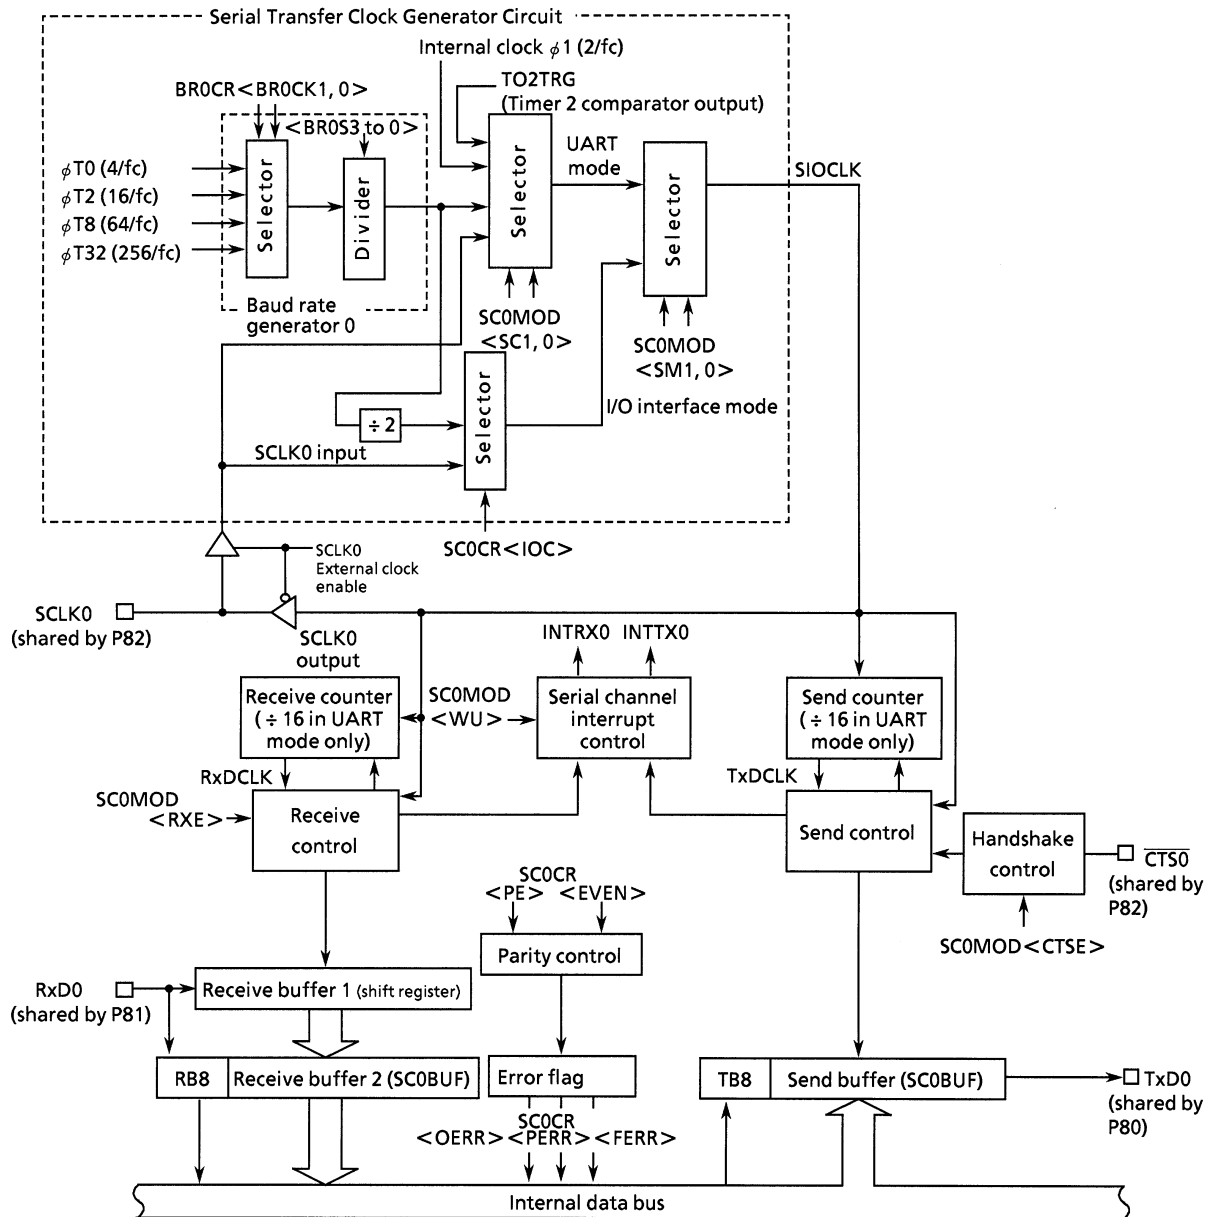 Serial Transfer Clock Generator Circuit
Internal clock φ1 (2/fc)
TO2TRG
(Timer 2 comparator output)
BR0CR<BR0CK1, 0>
<BR0S3 to 0>
UART
mode
SIOCLK
φT0 (4/fc)
φT2 (16/fc)
φT8 (64/fc)
φT32 (256/fc)
Selector
Divider
Selector
Selector
Baud rate
generator 0
SC0MOD
<SC1, 0>
SC0MOD
<SM1, 0>
Selector
I/O interface mode
÷2
SCLK0 input
SC0CR<IOC>
SCLK0
External clock
enable
SCLK0
(shared by P82)
SCLK0
output
INTRX0 INTTX0
Receive counter
(÷16 in UART
mode only)
SC0MOD
<WU>
Serial channel
interrupt
control
Send counter
(÷16 in UART
mode only)
RxDCLK
TxDCLK
SC0MOD
<RXE>
Receive
control
Send control
Handshake
control
CTS0
(shared by
P82)
SC0CR
<PE> <EVEN>
SC0MOD<CTSE>
Parity control
RxD0
(shared by P81)
Receive buffer 1 (shift register)
RB8 Receive buffer 2 (SC0BUF)
Error flag
TB8 Send buffer (SC0BUF)
TxD0
(shared by
P80)
SC0CR
<OERR> <PERR> <FERR>
Internal data bus